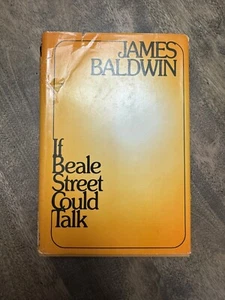 JAMES
BALDWIN
If
Beale
Street
Could
Talk